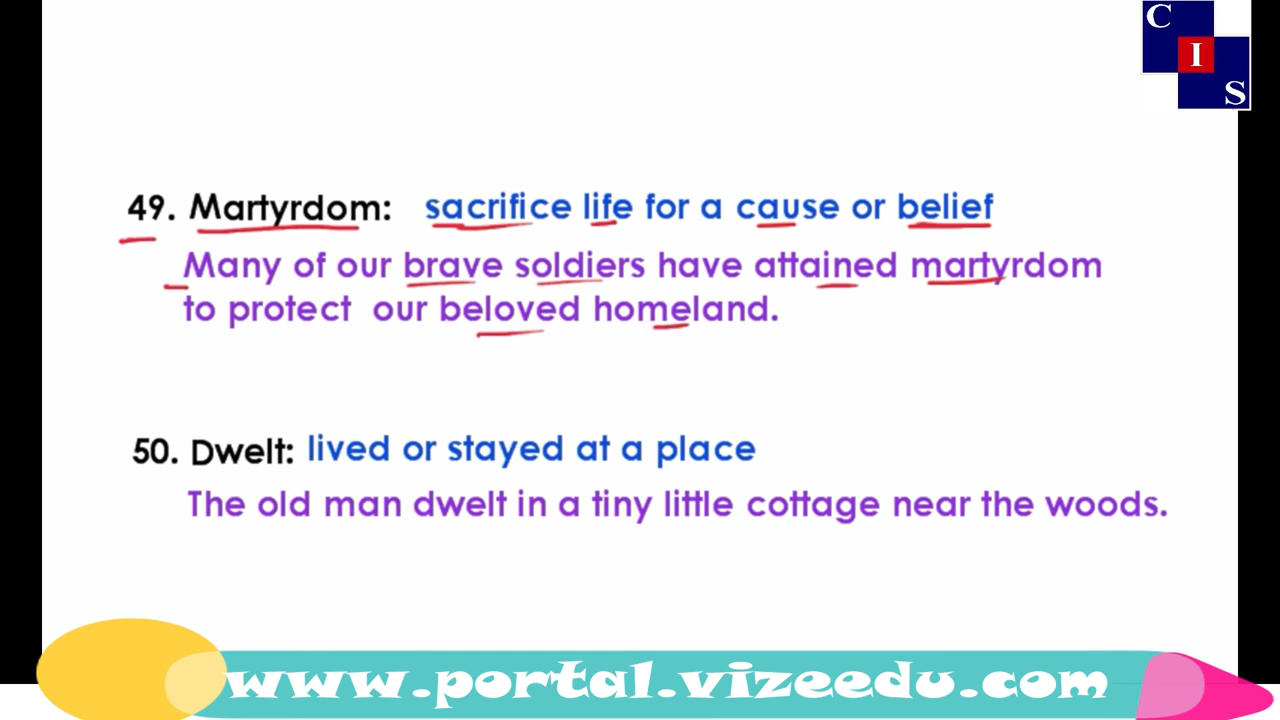 C
I
S
49. Martyrdom: sacrifice life for a cause or belief
Many of our brave soldiers have attained martyrdom
to protect our beloved homeland.
50. Dwelt: lived or stayed at a place
The old man dwelt in a tiny little cottage near the woods.
www.portal.vizeedu.com